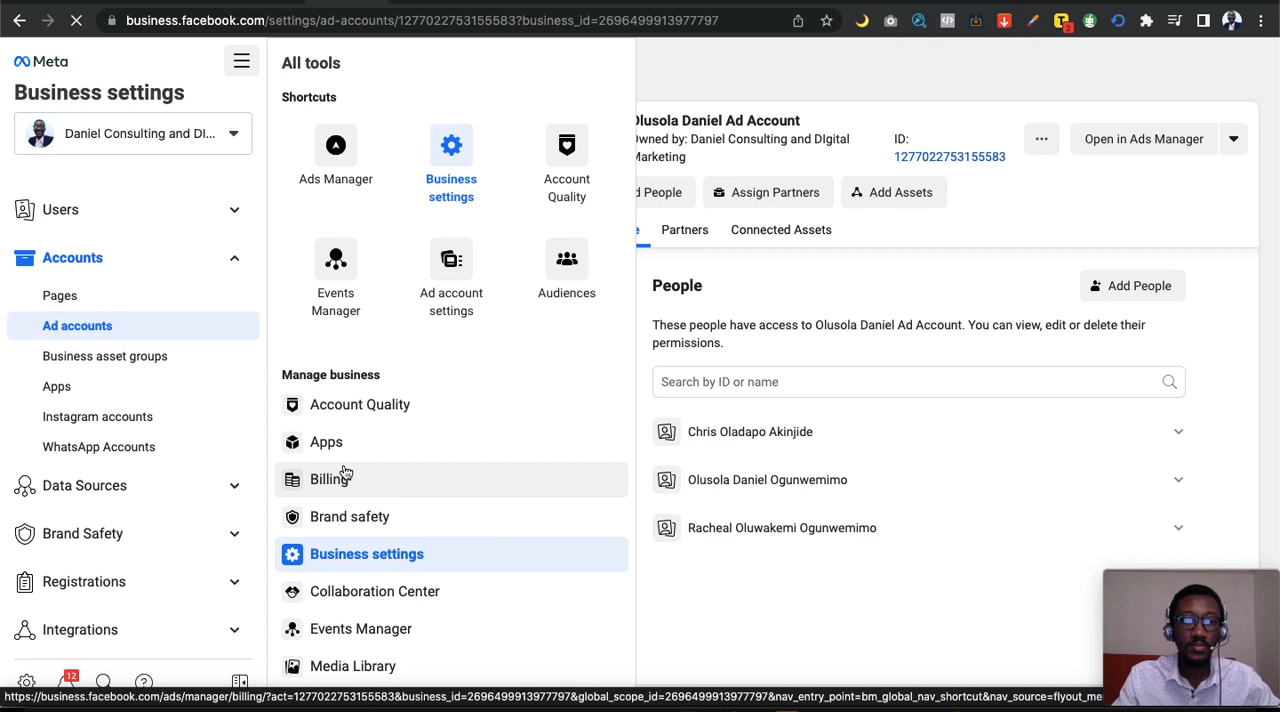 business.facebook.com/settings/ad-accounts/1277022753155583?business_id=2696499913977797
2
Meta
Business settings
Daniel Consulting and DI...
Users
Accounts
Pages
Ad accounts
Business asset groups
Apps
Instagram accounts
WhatsApp Accounts
Data Sources
Brand Safety
Registrations
Integrations
12
All tools
Shortcuts
Ads Manager
Business
settings
Account
Quality
Events
Manager
Ad account
settings
Audiences
Manage business
Account Quality
Apps
Billing
Brand safety
Business settings
Collaboration Center
Events Manager
Media Library
Olusola Daniel Ad Account
Owned by: Daniel Consulting and DIgital
Marketing
ID:
1277022753155583
Open in Ads Manager
d People
Assign Partners
Add Assets
e
Partners
Connected Assets
People
Add People
These people have access to Olusola Daniel Ad Account. You can view, edit or delete their
permissions.
Search by ID or name
Chris Oladapo Akinjide
Olusola Daniel Ogunwemimo
Racheal Oluwakemi Ogunwemimo
https://business.facebook.com/ads/manager/billing/?act=1277022753155583&business_id=2696499913977797&global_scope_id=2696499913977797&nav_entry_point=bm_global_nav_shortcut&nav_source=flyout_me